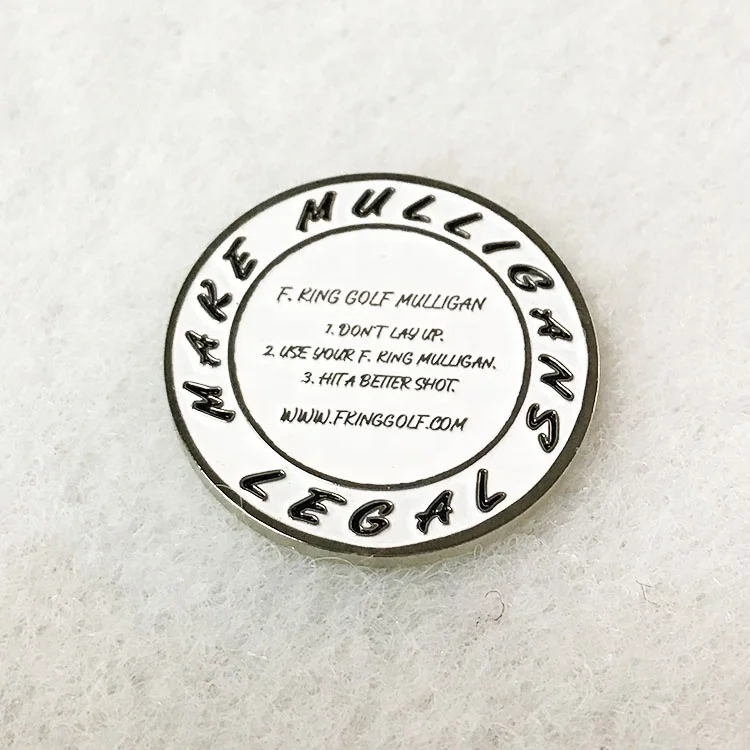 MAKE MULLIGANS LEGAL
F. KING GOLF MULLIGAN
1. DON'T LAY UP.
2. USE YOUR F. KING MULLIGAN.
3. HIT A BETTER SHOT.
WWW.FKINGGOLF.COM